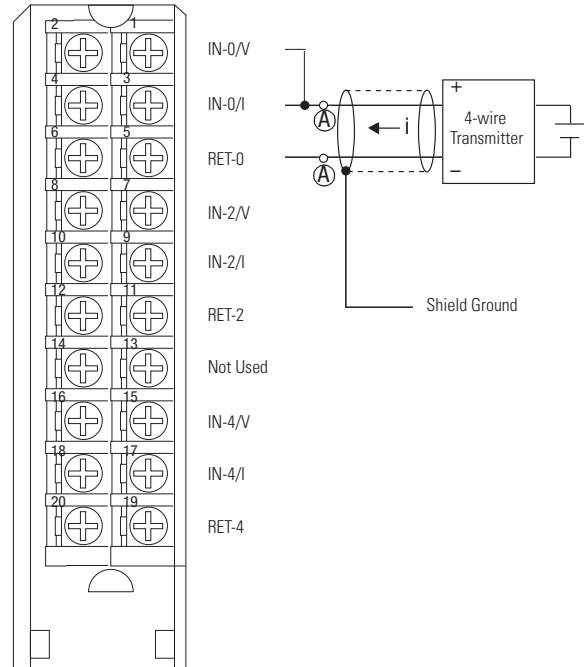 2 1
IN-0/V
4 3
IN-0/I
+
A
i
4-wire
Transmitter
6 5
RET-0
A
–
8 7
IN-2/V
10 9
IN-2/I
12 11
RET-2
Shield Ground
14 13
Not Used
16 15
IN-4/V
18 17
IN-4/I
20 19
RET-4